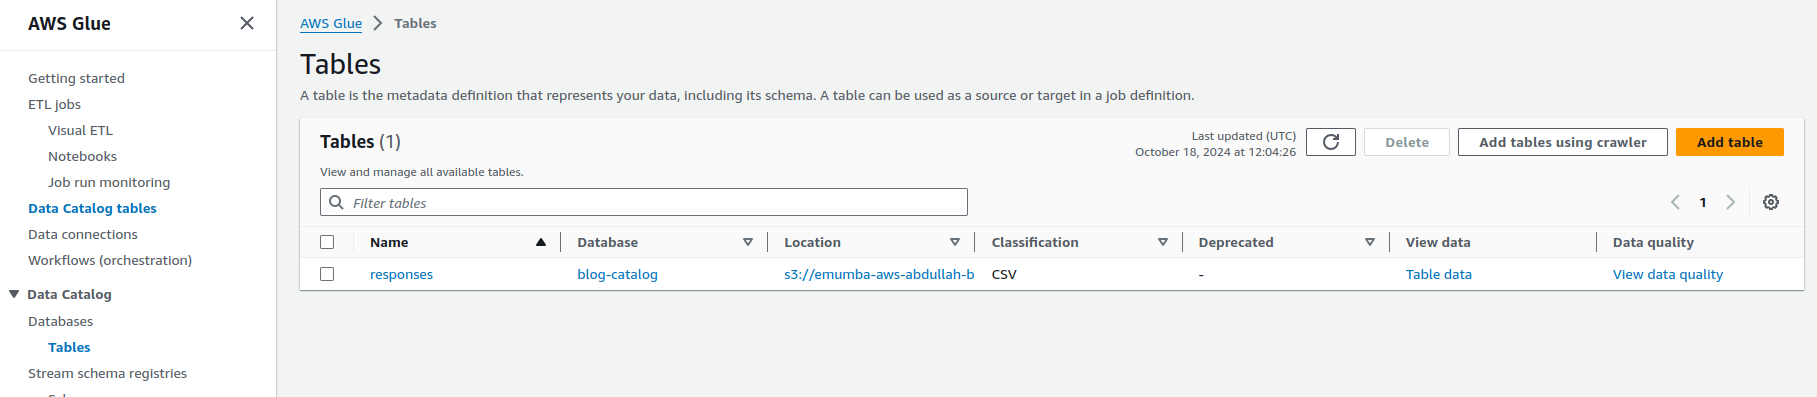 AWS Glue
Getting started
ETL jobs
Visual ETL
Notebooks
Job run monitoring
Data Catalog tables
Data connections
Workflows (orchestration)
Data Catalog
Databases
Tables
Stream schema registries
AWS Glue > Tables
Tables
A table is the metadata definition that represents your data, including its schema. A table can be used as a source or target in a job definition.
Tables (1)
Last updated (UTC)
October 18, 2024 at 12:04:26
Delete
Add tables using crawler
Add table
View and manage all available tables.
Filter tables
1
Name Database Location Classification Deprecated View data Data quality
responses blog-catalog s3://emumba-aws-abdullah-b CSV - Table data View data quality